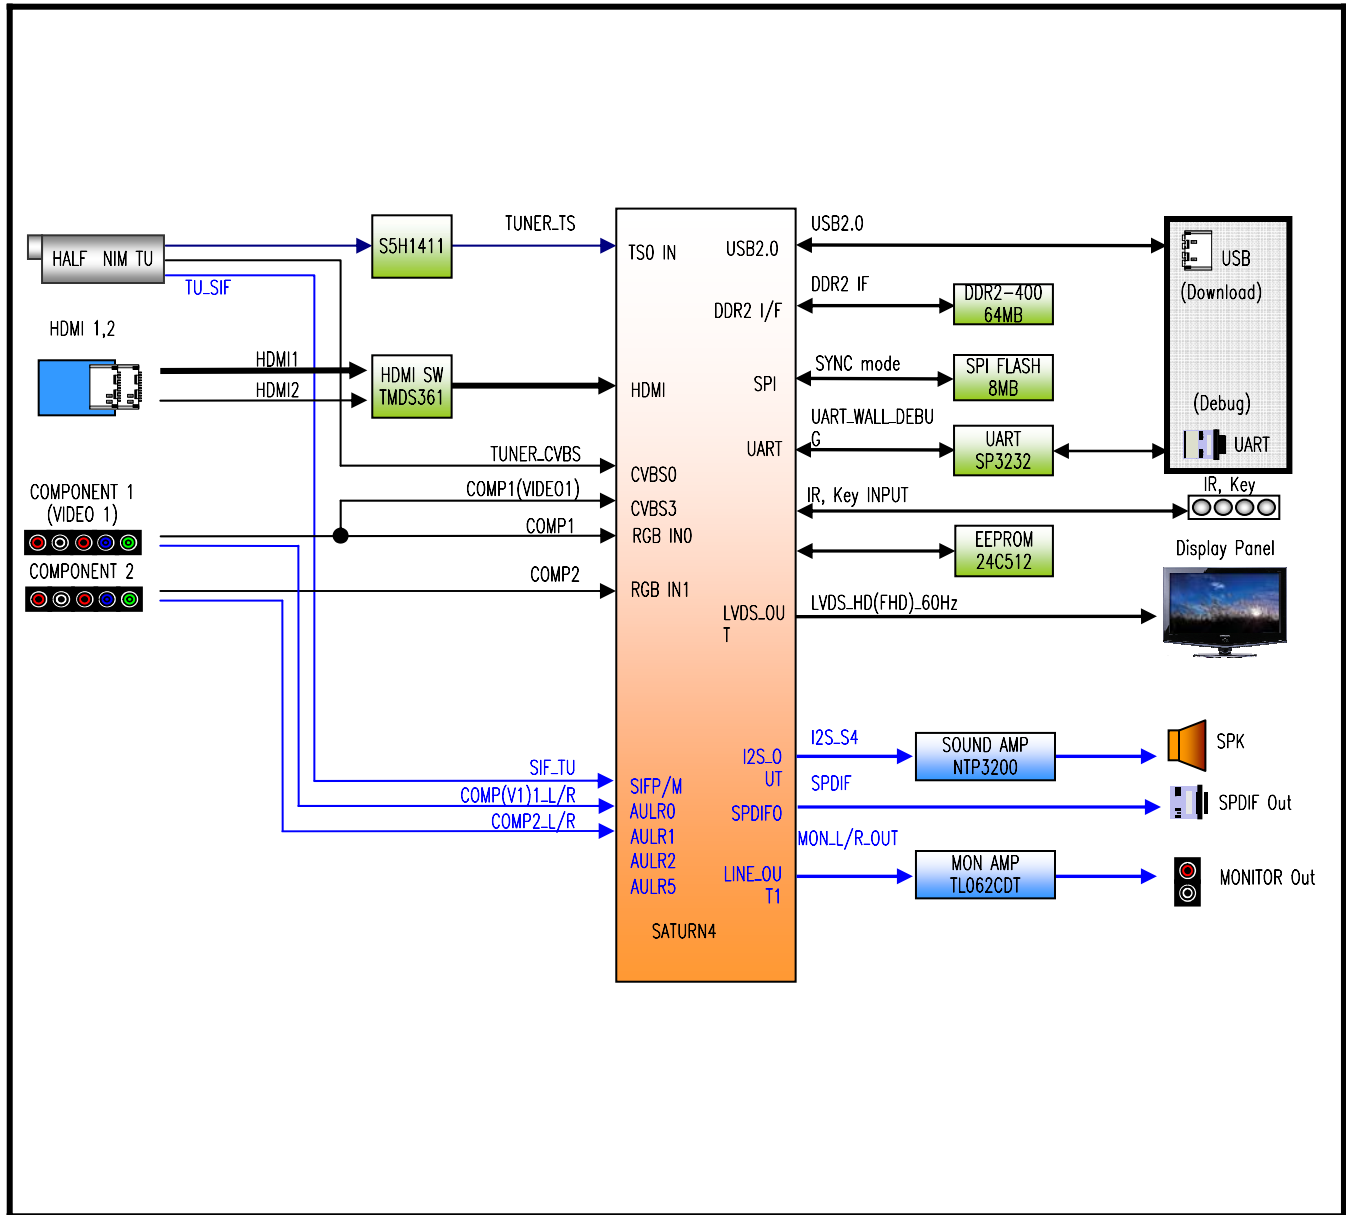 HALF NIM TU
TU_SIF
S5H1411
TUNER_TS
HDMI 1,2
HDMI1
HDMI2
HDMI SW
TMDS361
TUNER_CVBS
COMP1(VIDEO1)
COMP1
COMP2
COMPONENT 1
(VIDEO 1)
COMPONENT 2
SIF_TU
COMP(V1)1_L/R
COMP2_L/R
TS0 IN
HDMI
CVBS0
CVBS3
RGB IN0
RGB IN1
SIFP/M
AULR0
AULR1
AULR2
AULR5
SATURN4
USB2.0
DDR2 I/F
SPI
UART
LVDS_OU
T
I2S_O
UT
SPDIFO
LINE_OU
T1
USB2.0
DDR2 IF
DDR2-400
64MB
SYNC mode
SPI FLASH
8MB
UART_WALL_DEBU
G
UART
SP3232
IR, Key INPUT
EEPROM
24C512
LVDS_HD(FHD)_60Hz
I2S_S4
SOUND AMP
NTP3200
SPDIF
MON_L/R_OUT
MON AMP
TL062CDT
USB
(Download)
(Debug)
UART
IR, Key
Display Panel
SPK
SPDIF Out
MONITOR Out